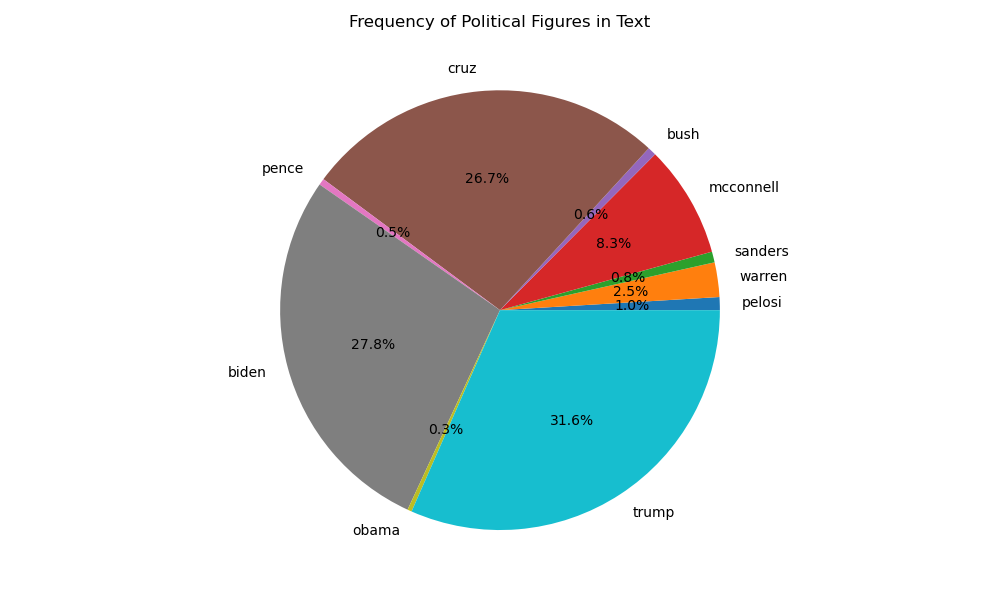 Frequency of Political Figures in Text
cruz
bush
pence
26.7%
mcconnell
0.6%
0.5%
8.3%
sanders
0.8%
warren
2.5%
pelosi
1.0%
27.8%
biden
31.6%
0.3%
trump
obama